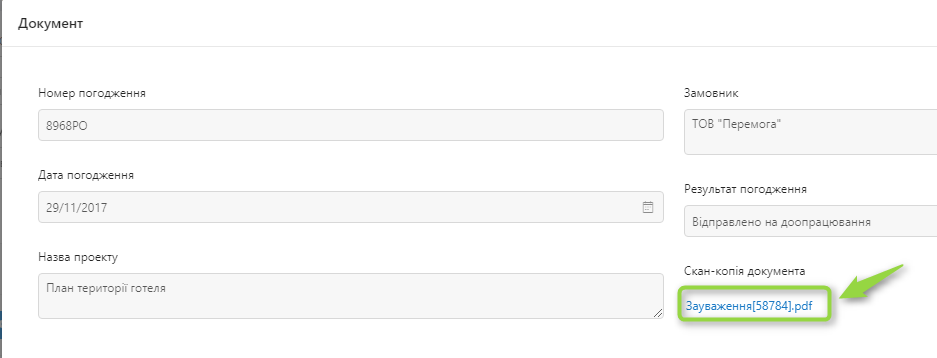 Документ
Номер погодження
8968РО
Дата погодження
29/11/2017
Назва проекту
План території готеля
Замовник
ТОВ "Перемога"
Результат погодження
Відправлено на доопрацювання
Скан-копія документа
Зауваження[58784].pdf